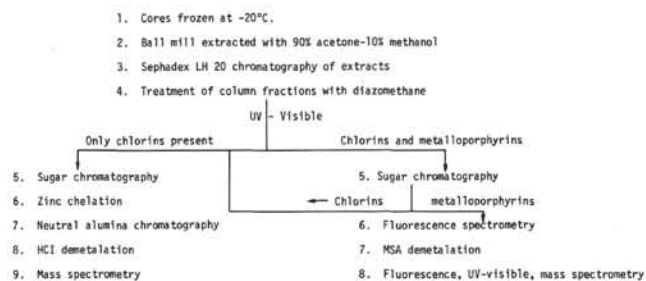 1. Cores frozen at -20°C.
2. Ball mill extracted with 90% acetone-10% methanol
3. Sephadex LH 20 chromatography of extracts
4. Treatment of column fractions with diazomethane
UV - Visible
Only chlorins present
Chlorins and metalloporphyrins
5. Sugar chromatography
6. Zinc chelation
7. Neutral alumina chromatography
8. HCI demetalation
9. Mass spectrometry
5. Sugar chromatography
Chlorins
metalloporphyrins
6. Fluorescence spectrometry
7. MSA demetalation
8. Fluorescence, UV-visible, mass spectrometry